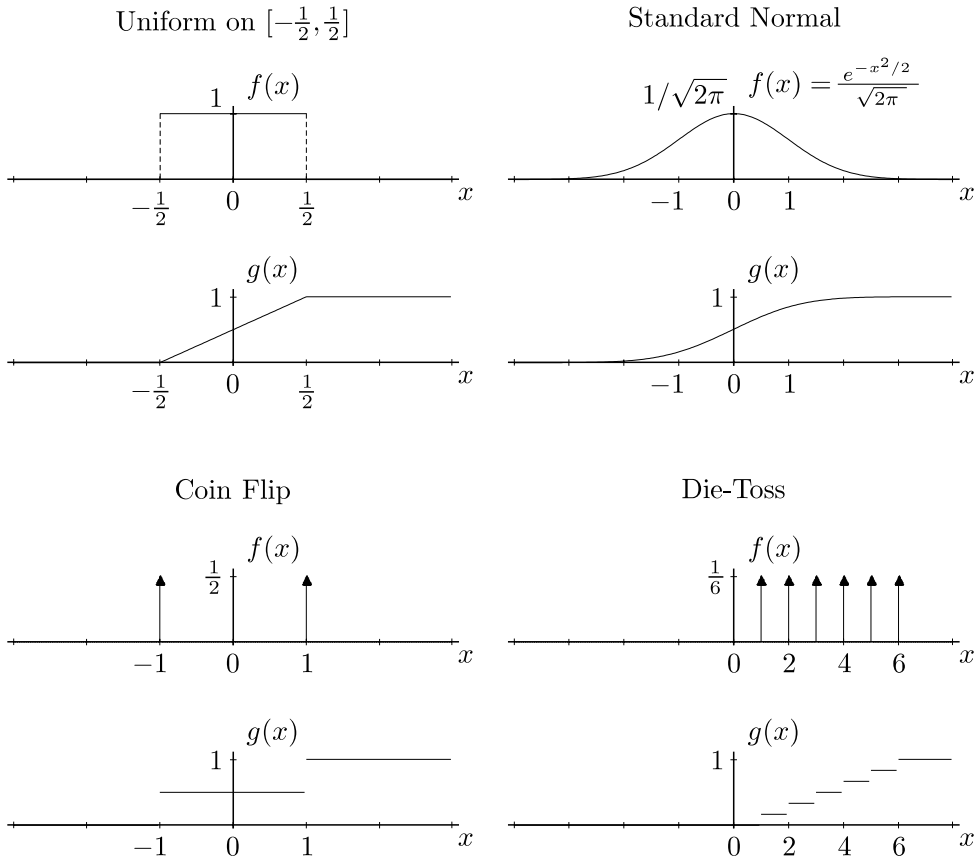 Uniform on [−1/2, 1/2]
1 f(x)
−1/2 0 1/2 x
g(x)
1
−1/2 0 1/2 x
Standard Normal
1/√2π f(x) = e^{−x²/2}/√2π
−1 0 1 x
g(x)
1
−1 0 1 x
Coin Flip
f(x)
1/2
−1 0 1 x
g(x)
1
−1 0 1 x
Die-Toss
f(x)
1/6
0 2 4 6 x
g(x)
1
0 2 4 6 x